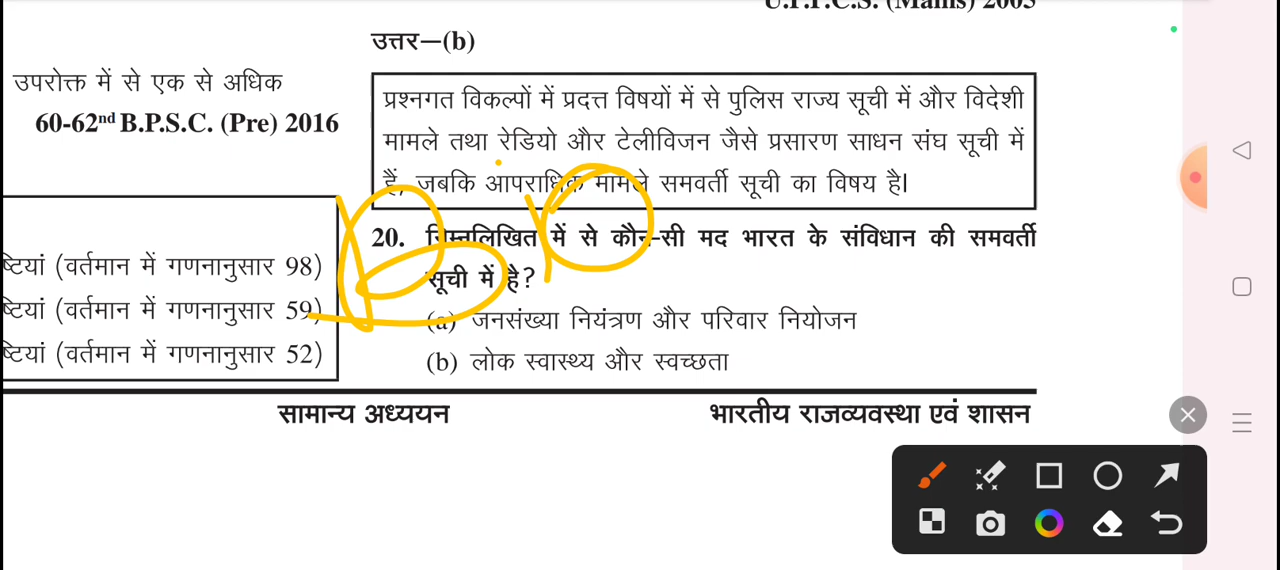 उपरोक्त में से एक से अधिक
60-62nd B.P.S.C. (Pre) 2016
ष्टियां (वर्तमान में गणनानुसार 98)
ष्टियां (वर्तमान में गणनानुसार 59)
ष्टियां (वर्तमान में गणनानुसार 52)
U.P.P.C.S. (Mains) 2005
उत्तर—(b)
प्रश्नगत विकल्पों में प्रदत्त विषयों में से पुलिस राज्य सूची में और विदेशी
मामले तथा रेडियो और टेलीविजन जैसे प्रसारण साधन संघ सूची में
हैं, जबकि आपराधिक मामले समवर्ती सूची का विषय है।
20. निम्नलिखित में से कौन-सी मद भारत के संविधान की समवर्ती
सूची में है?
(a) जनसंख्या नियंत्रण और परिवार नियोजन
(b) लोक स्वास्थ्य और स्वच्छता
सामान्य अध्ययन
भारतीय राजव्यवस्था एवं शासन